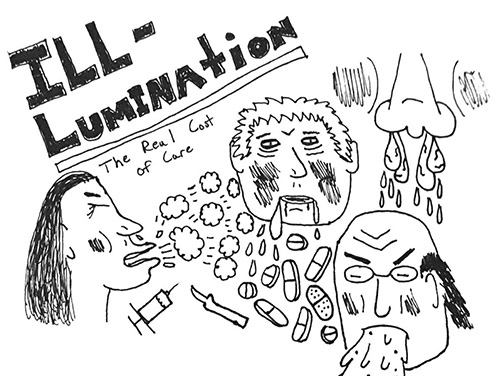 ILL-
LUMINATION
The Real Cost
of Care